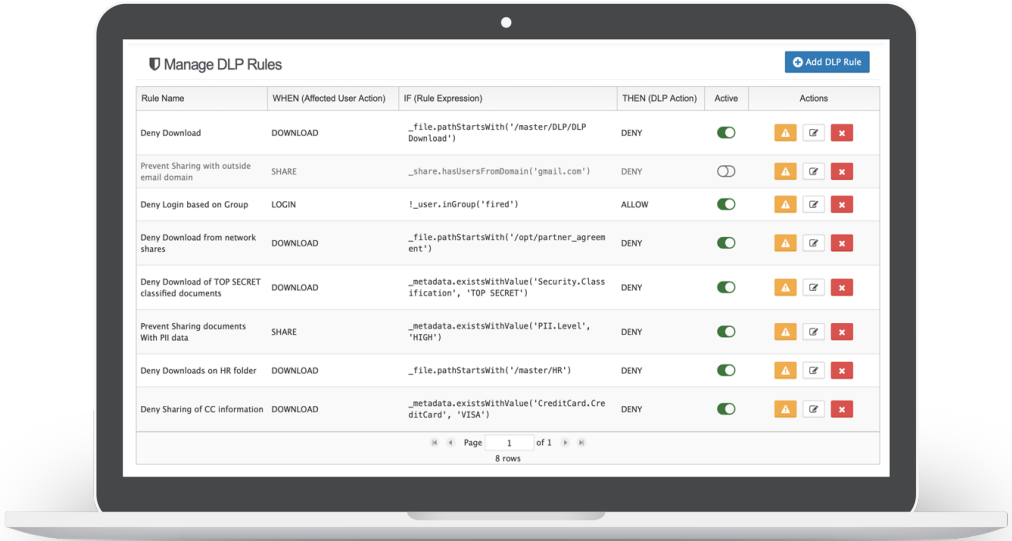 Manage DLP Rules
Add DLP Rule
Rule Name WHEN (Affected User Action) IF (Rule Expression) THEN (DLP Action) Active Actions
Deny Download DOWNLOAD _file.pathStartsWith('/master/DLP/DLP
Download') DENY
Prevent Sharing with outside
email domain SHARE _share.hasUsersFromDomain('gmail.com') DENY
Deny Login based on Group LOGIN !_user.inGroup('fired') ALLOW
Deny Download from network
shares DOWNLOAD _file.pathStartsWith('/opt/partner_agreem
ent') DENY
Deny Download of TOP SECRET
classified documents DOWNLOAD _metadata.existsWithValue('Security.Class
ification', 'TOP SECRET') DENY
Prevent Sharing documents
With PII data SHARE _metadata.existsWithValue('PII.Level',
'HIGH') DENY
Deny Downloads on HR folder DOWNLOAD _file.pathStartsWith('/master/HR') DENY
Deny Sharing of CC information DOWNLOAD _metadata.existsWithValue('CreditCard.Cre
ditCard', 'VISA') DENY
Page 1 of 1
8 rows